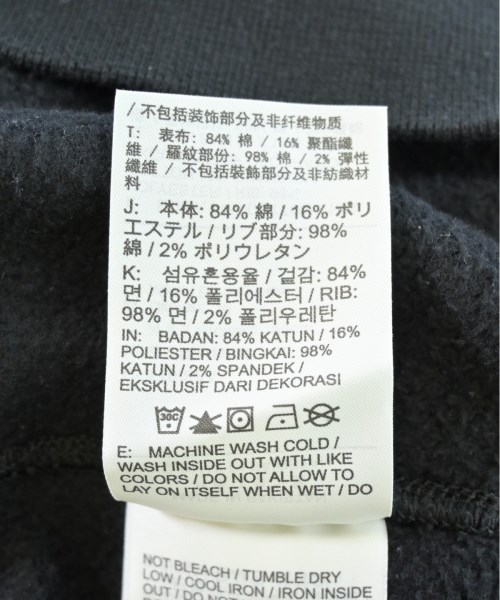 / 不包括装饰部分及非纤维物质
T: 表布: 84% 棉 / 16% 聚酯纖
維 / 羅紋部份: 98% 棉 / 2% 彈性
纖維 / 不包括裝飾部分及非紡織材
料
J: 本体: 84% 綿 / 16% ポリ
エステル / リブ部分: 98%
綿 / 2% ポリウレタン
K: 섬유혼용율 / 겉감: 84%
면 / 16% 폴리에스터 / RIB:
98% 면 / 2% 폴리우레탄
IN: BADAN: 84% KATUN / 16%
POLIESTER / BINGKAI: 98%
KATUN / 2% SPANDEK /
EKSKLUSIF DARI DEKORASI
30C
E: MACHINE WASH COLD /
WASH INSIDE OUT WITH LIKE
COLORS / DO NOT ALLOW TO
LAY ON ITSELF WHEN WET / DO
NOT BLEACH / TUMBLE DRY
LOW / COOL IRON / IRON INSIDE